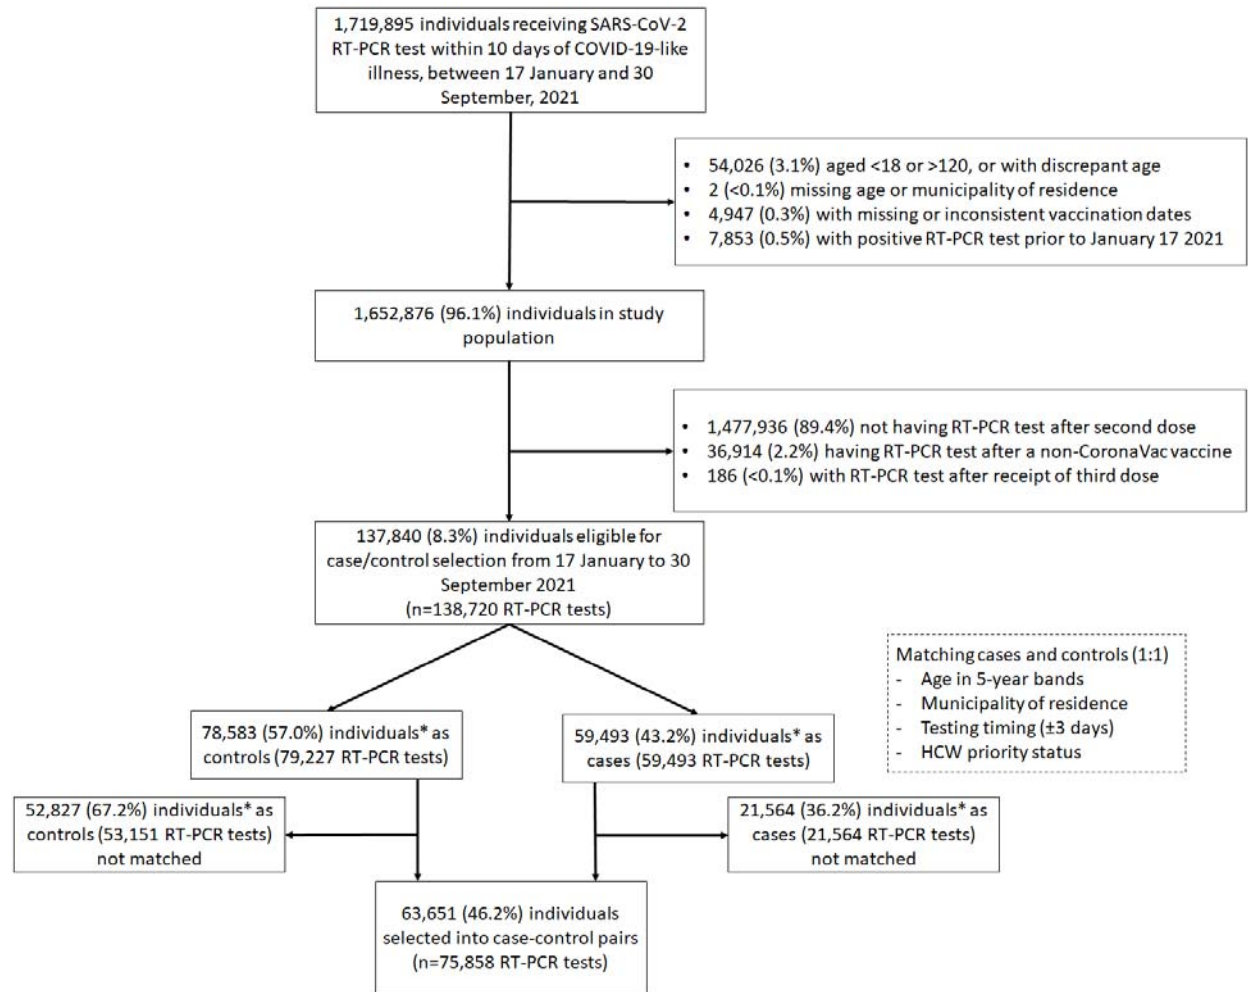 1,719,895 individuals receiving SARS-CoV-2
RT-PCR test within 10 days of COVID-19-like
illness, between 17 January and 30
September, 2021
• 54,026 (3.1%) aged <18 or >120, or with discrepant age
• 2 (<0.1%) missing age or municipality of residence
• 4,947 (0.3%) with missing or inconsistent vaccination dates
• 7,853 (0.5%) with positive RT-PCR test prior to January 17 2021
1,652,876 (96.1%) individuals in study
population
• 1,477,936 (89.4%) not having RT-PCR test after second dose
• 36,914 (2.2%) having RT-PCR test after a non-CoronaVac vaccine
• 186 (<0.1%) with RT-PCR test after receipt of third dose
137,840 (8.3%) individuals eligible for
case/control selection from 17 January to 30
September 2021
(n=138,720 RT-PCR tests)
Matching cases and controls (1:1)
- Age in 5-year bands
- Municipality of residence
- Testing timing (±3 days)
- HCW priority status
78,583 (57.0%) individuals* as
controls (79,227 RT-PCR tests)
59,493 (43.2%) individuals* as
cases (59,493 RT-PCR tests)
52,827 (67.2%) individuals* as
controls (53,151 RT-PCR tests)
not matched
21,564 (36.2%) individuals* as
cases (21,564 RT-PCR tests)
not matched
63,651 (46.2%) individuals
selected into case-control pairs
(n=75,858 RT-PCR tests)